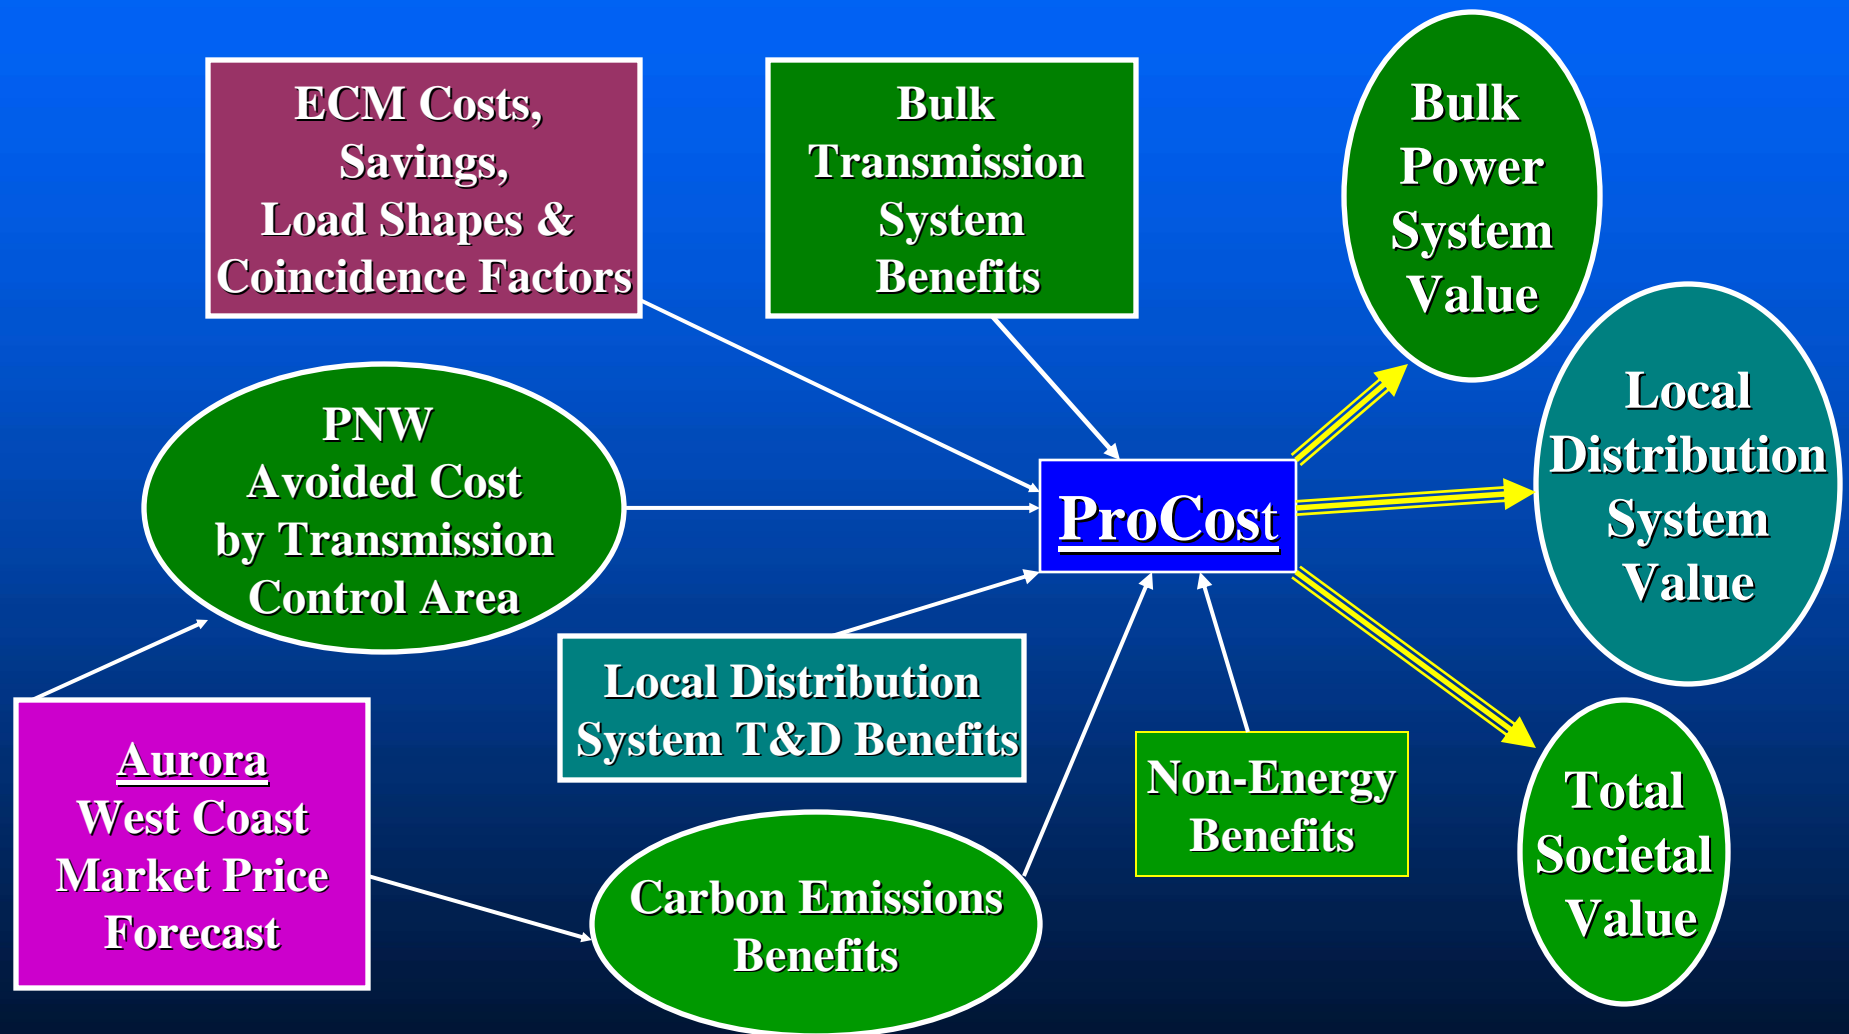 ECM Costs,
Savings,
Load Shapes &
Coincidence Factors
Bulk
Transmission
System
Benefits
Bulk
Power
System
Value
PNW
Avoided Cost
by Transmission
Control Area
ProCost
Local
Distribution
System
Value
Local Distribution
System T&D Benefits
Aurora
West Coast
Market Price
Forecast
Carbon Emissions
Benefits
Non-Energy
Benefits
Total
Societal
Value